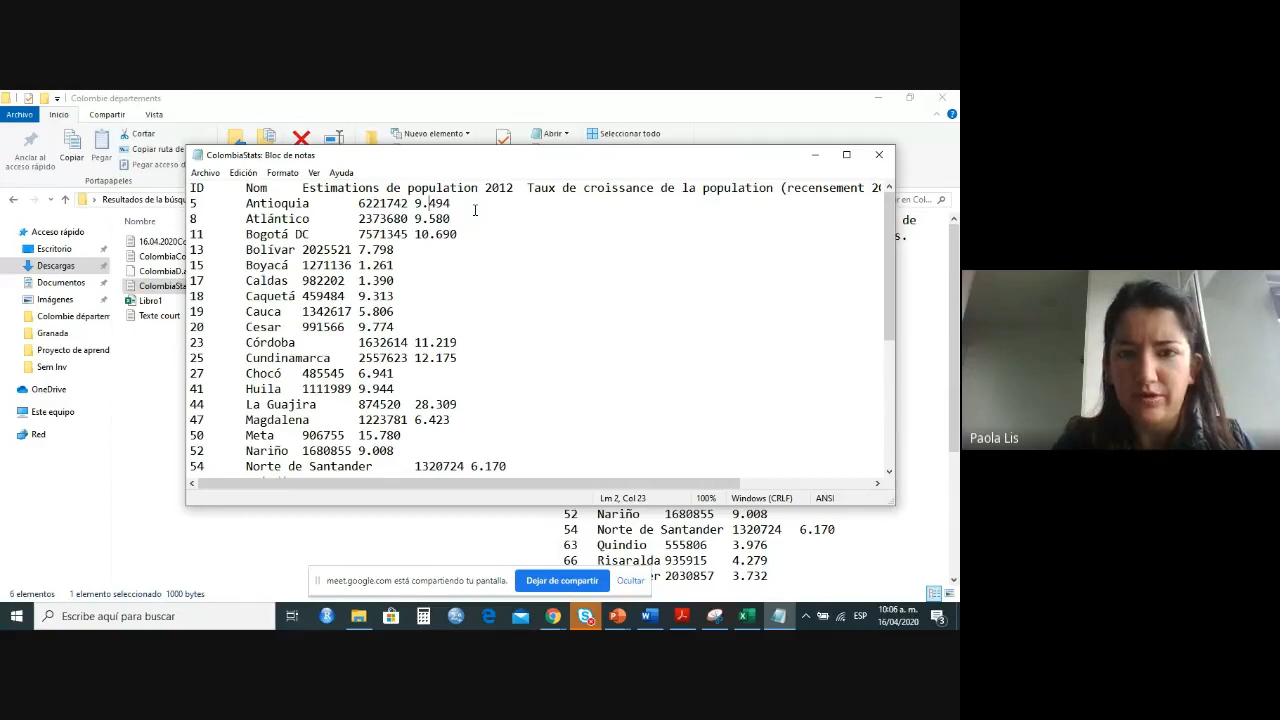 Colombie departements
Archivo Inicio Compartir Vista
Anclar al acceso rápido
Copiar
Pegar
Cortar
Copiar ruta de
Pegar acceso d
Portapapeles
Nuevo elemento
Abrir
Seleccionar todo
Resultados de la búsqu
en Col...
Acceso rápido
Escritorio
Descargas
Documentos
Imágenes
Colombie départem
Granada
Proyecto de aprend
Sem Inv
OneDrive
Este equipo
Red
16.04.2020Co
ColombiaCo
ColombiaD.a
ColombiaSta
Libro1
Texte court
ColombiaStats: Bloc de notas
Archivo Edición Formato Ver Ayuda
ID Nom Estimations de population 2012 Taux de croissance de la population (recensement 20
5 Antioquia 6221742 9.494
8 Atlántico 2373680 9.580
11 Bogotá DC 7571345 10.690
13 Bolívar 2025521 7.798
15 Boyacá 1271136 1.261
17 Caldas 982202 1.390
18 Caquetá 459484 9.313
19 Cauca 1342617 5.806
20 Cesar 991566 9.774
23 Córdoba 1632614 11.219
25 Cundinamarca 2557623 12.175
27 Chocó 485545 6.941
41 Huila 1111989 9.944
44 La Guajira 874520 28.309
47 Magdalena 1223781 6.423
50 Meta 906755 15.780
52 Nariño 1680855 9.008
54 Norte de Santander 1320724 6.170
Lm 2, Col 23 100% Windows (CRLF) ANSI
de
s.
52 Nariño 1680855 9.008
54 Norte de Santander 1320724 6.170
63 Quindio 555806 3.976
66 Risaralda 935915 4.279
r 2030857 3.732
meet.google.com está compartiendo tu pantalla.
Dejar de compartir
Ocultar
6 elementos 1 elemento seleccionado 1000 bytes
Escribe aquí para buscar
ESP
10:06 a. m.
16/04/2020
3
Paola Lis